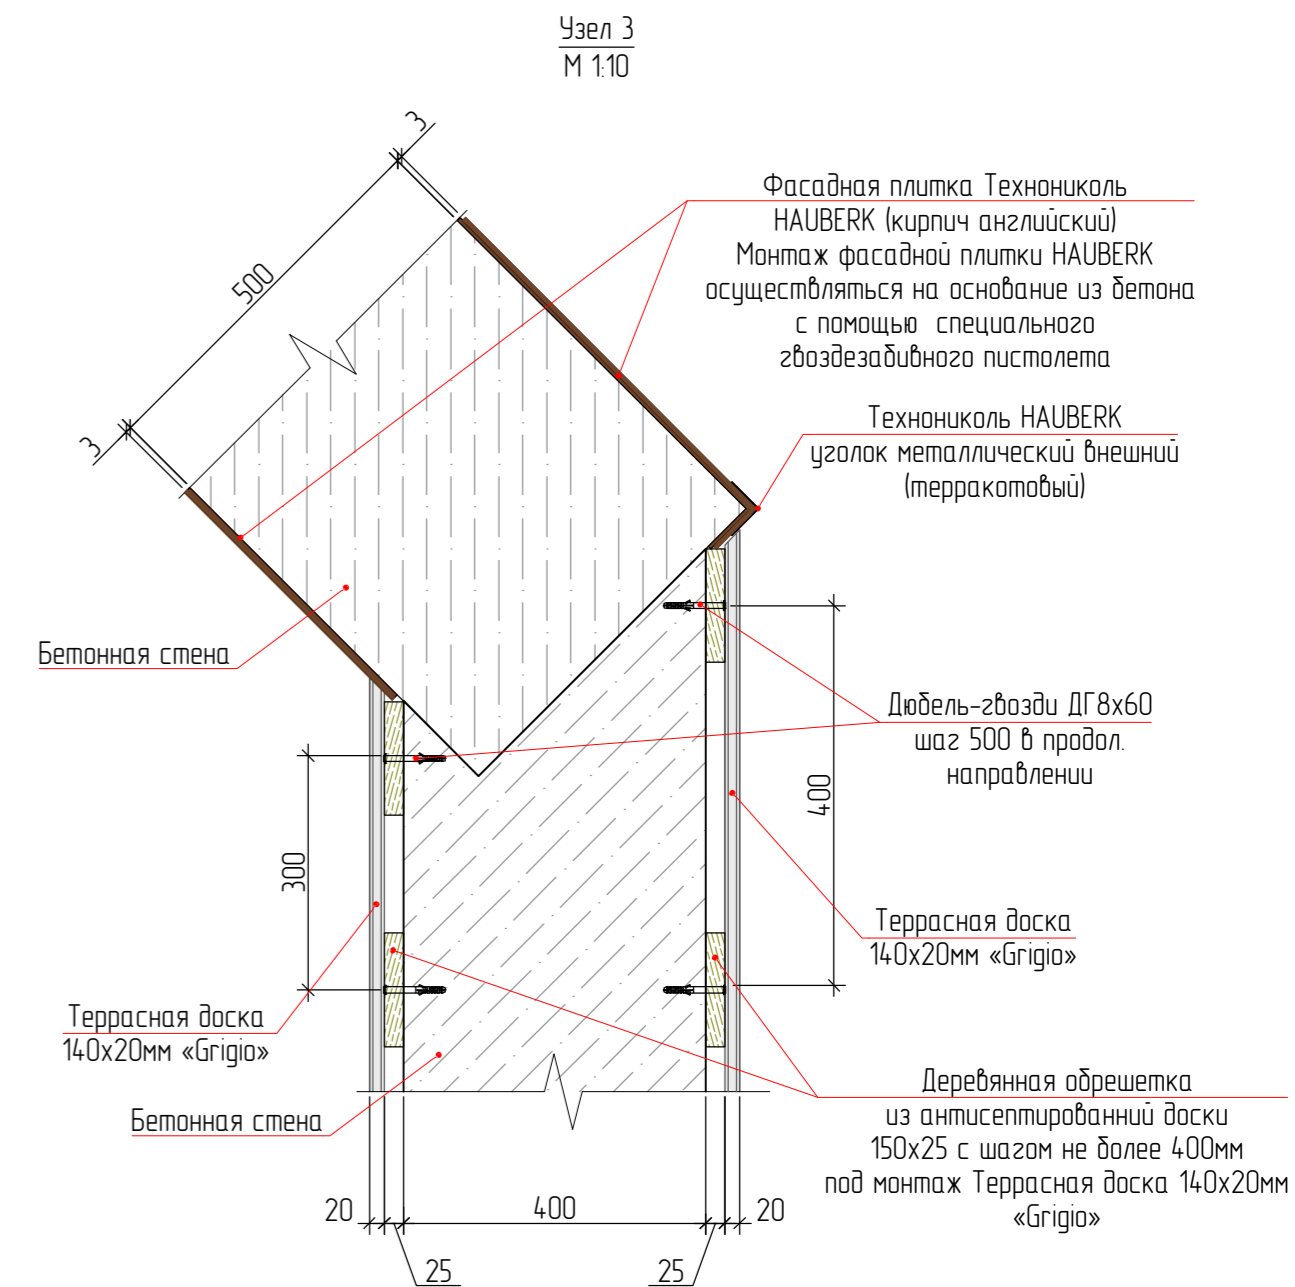 Узел 3
М 1:10
3
500
3
Фасадная плитка Технониколь
HAUBERK (кирпич английский)
Монтаж фасадной плитки HAUBERK
осуществляться на основание из бетона
с помощью специального
гвоздезабивного пистолета
Технониколь HAUBERK
уголок металлический внешний
(терракотовый)
Бетонная стена
Дюбель-гвозди ДГ8х60
шаг 500 в продол.
направлении
400
300
Террасная доска
140х20мм «Grigio»
Террасная доска
140х20мм «Grigio»
Бетонная стена
Деревянная обрешетка
из антисептированний доски
150х25 с шагом не более 400мм
под монтаж Террасная доска 140х20мм
«Grigio»
20
400
20
25
25